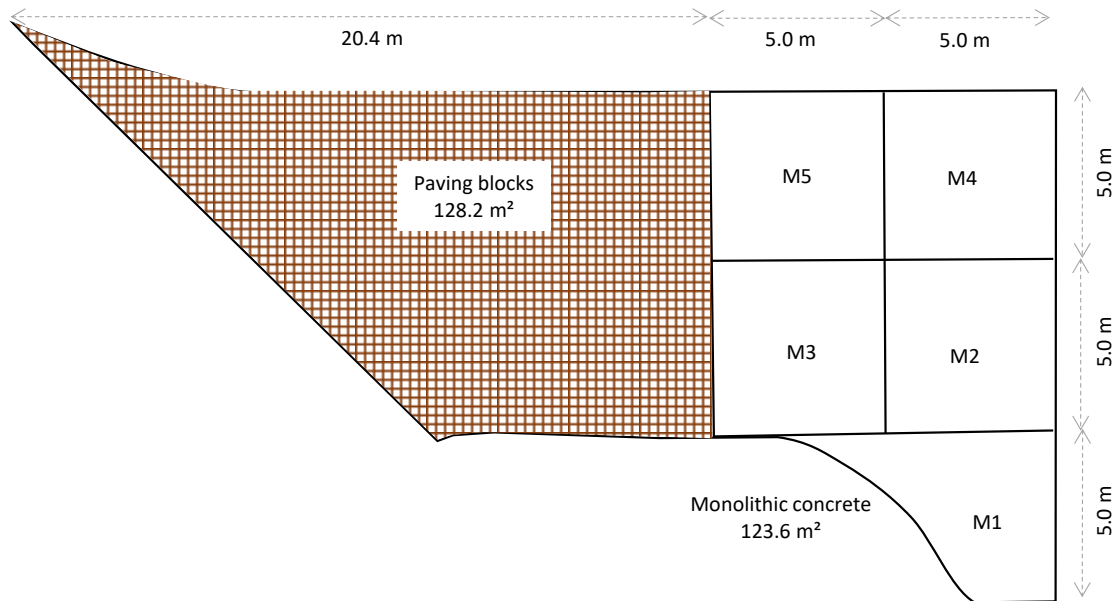 20.4 m
5.0 m
5.0 m
5.0 m
M5
M4
Paving blocks
128.2 m²
5.0 m
M3
M2
Monolithic concrete
123.6 m²
M1
5.0 m